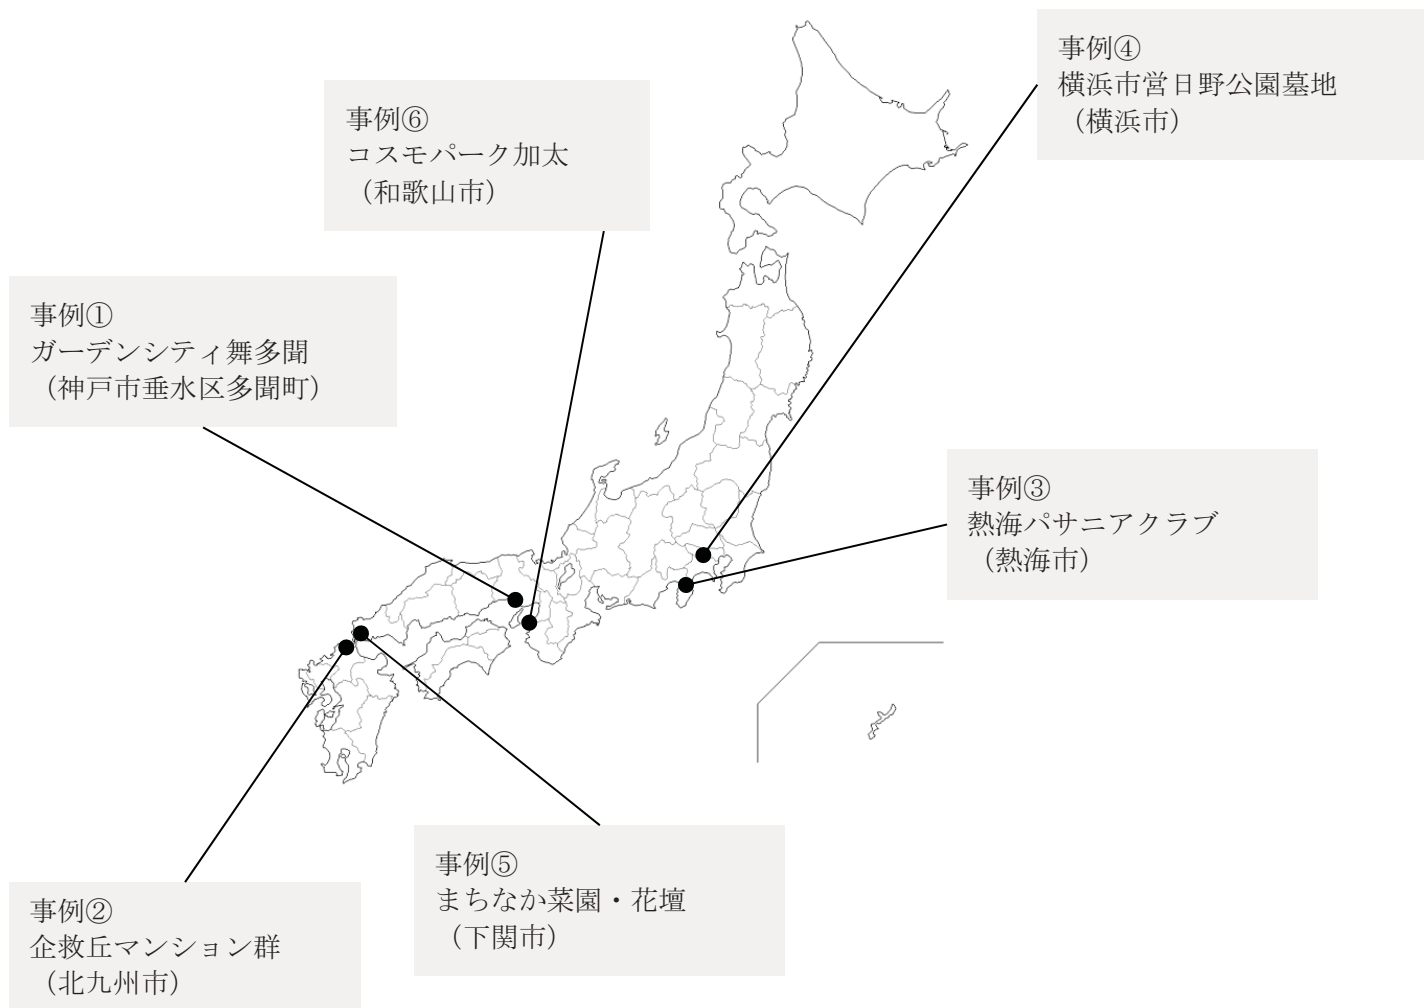 事例④
横浜市営日野公園墓地
（横浜市）
事例⑥
コスモパーク加太
（和歌山市）
事例①
ガーデンシティ舞多聞
（神戸市垂水区多聞町）
事例③
熱海パサニアクラブ
（熱海市）
事例⑤
まちなか菜園・花壇
（下関市）
事例②
企救丘マンション群
（北九州市）